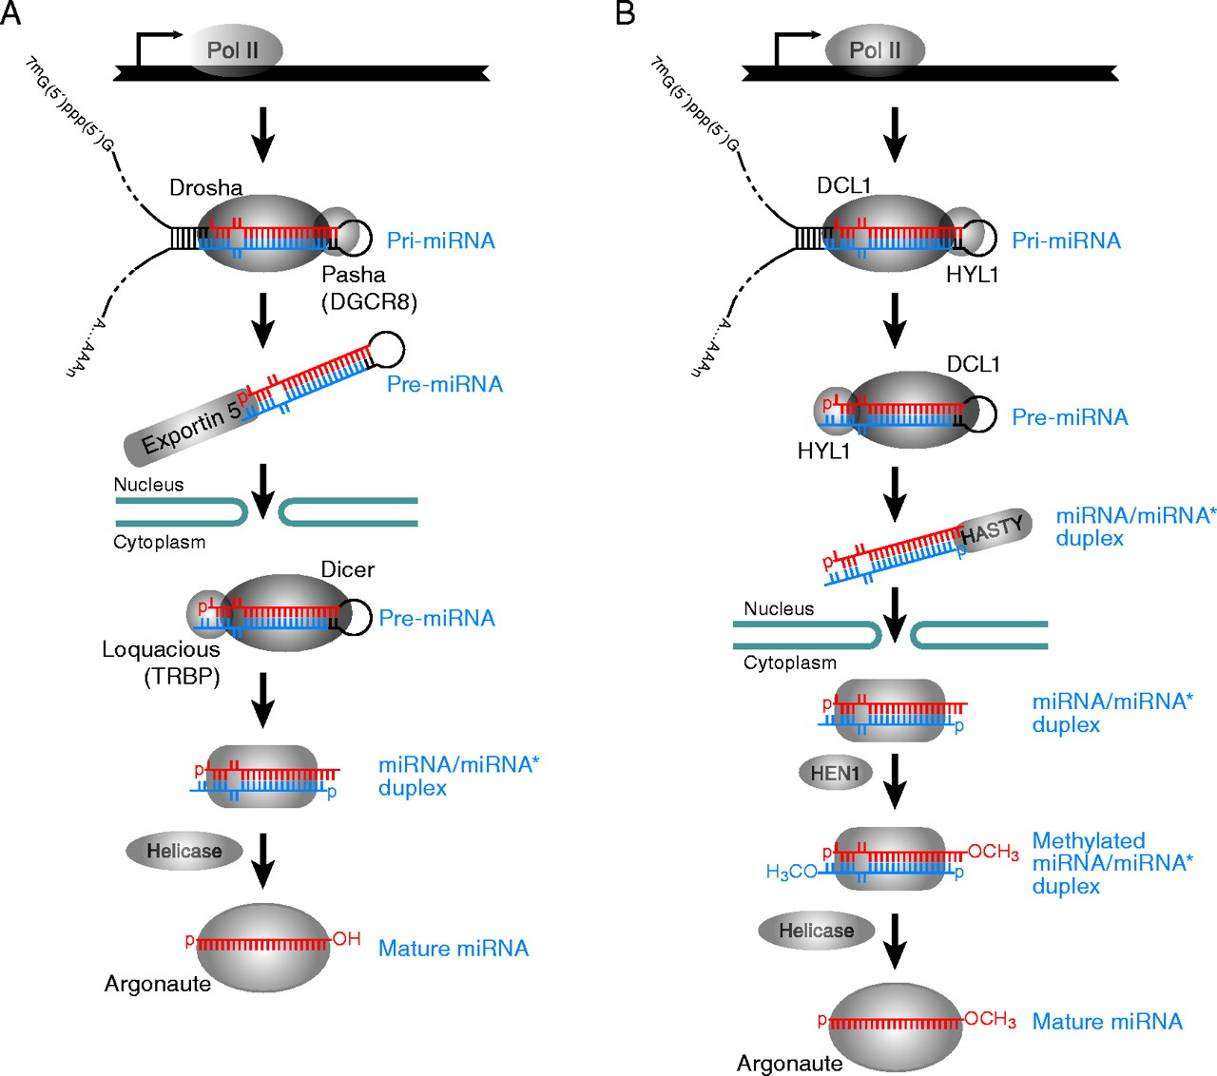 A
Pol II
7mG(5´)ppp(5´)G
Drosha
Pri-miRNA
Pasha
(DGCR8)
A...AAAn
Pre-miRNA
Exportin 5
p
Nucleus
Cytoplasm
Dicer
p
Pre-miRNA
Loquacious
(TRBP)
p
p
miRNA/miRNA*
duplex
Helicase
p
OH
Mature miRNA
Argonaute
B
Pol II
7mG(5´)ppp(5´)G
DCL1
Pri-miRNA
HYL1
A...AAAn
DCL1
p
Pre-miRNA
HYL1
miRNA/miRNA*
duplex
HASTY
p
p
Nucleus
Cytoplasm
p
p
miRNA/miRNA*
duplex
HEN1
p
OCH3
H3CO
p
Methylated
miRNA/miRNA*
duplex
Helicase
p
OCH3
Mature miRNA
Argonaute